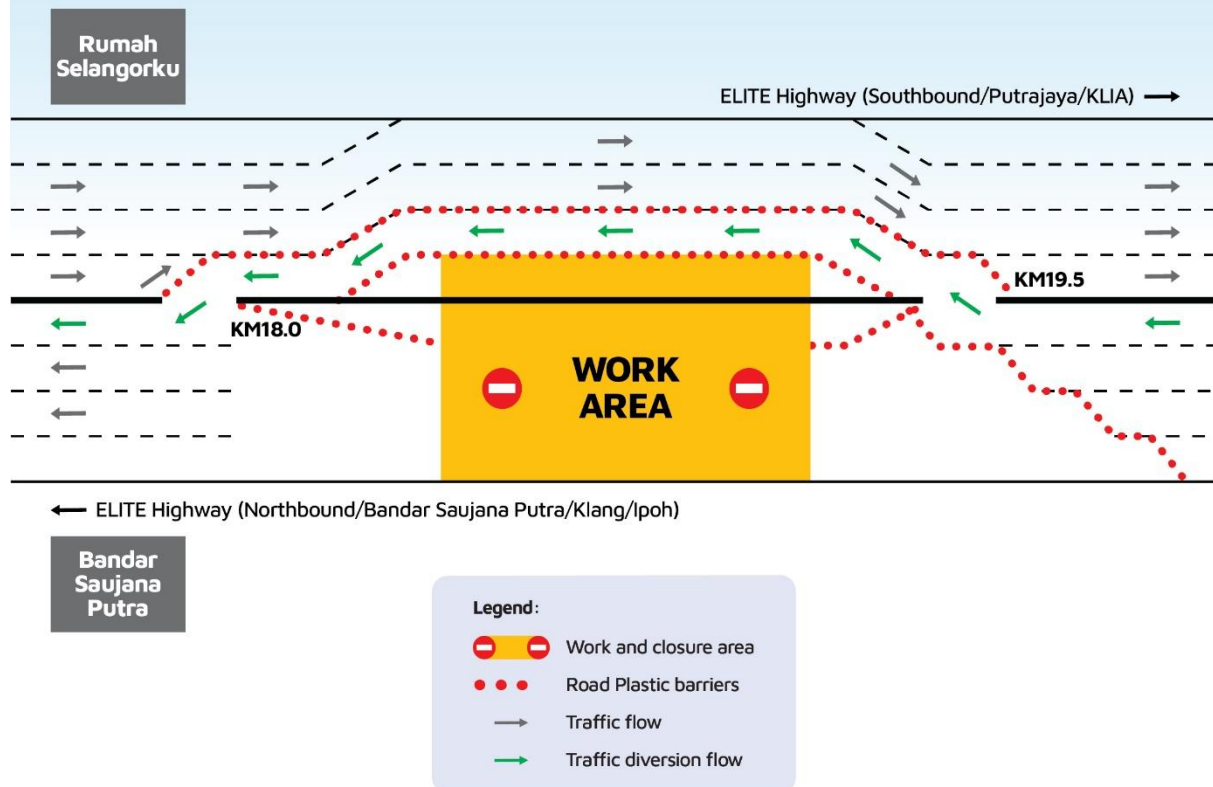 Rumah
Selangorku
ELITE Highway (Southbound/Putrajaya/KLIA)
KM19.5
KM18.0
WORK
AREA
ELITE Highway (Northbound/Bandar Saujana Putra/Klang/Ipoh)
Bandar
Saujana
Putra
Legend:
Work and closure area
Road Plastic barriers
Traffic flow
Traffic diversion flow